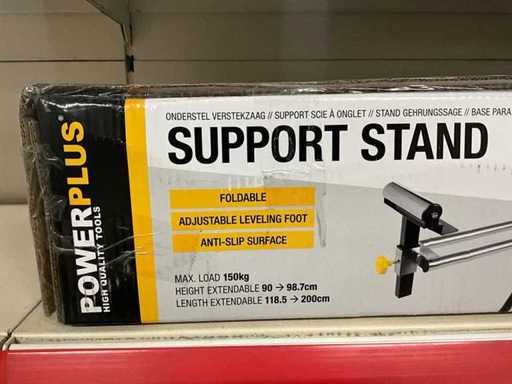 POWERPLUS
HIGH QUALITY TOOLS
ONDERSTEL VERSTEKZAAG // SUPPORT SCIE À ONGLET // STAND GEHRUNGSSAGE // BASE PARA
SUPPORT STAND
FOLDABLE
ADJUSTABLE LEVELING FOOT
ANTI-SLIP SURFACE
MAX. LOAD 150kg
HEIGHT EXTENDABLE 90 → 98.7cm
LENGTH EXTENDABLE 118.5 → 200cm